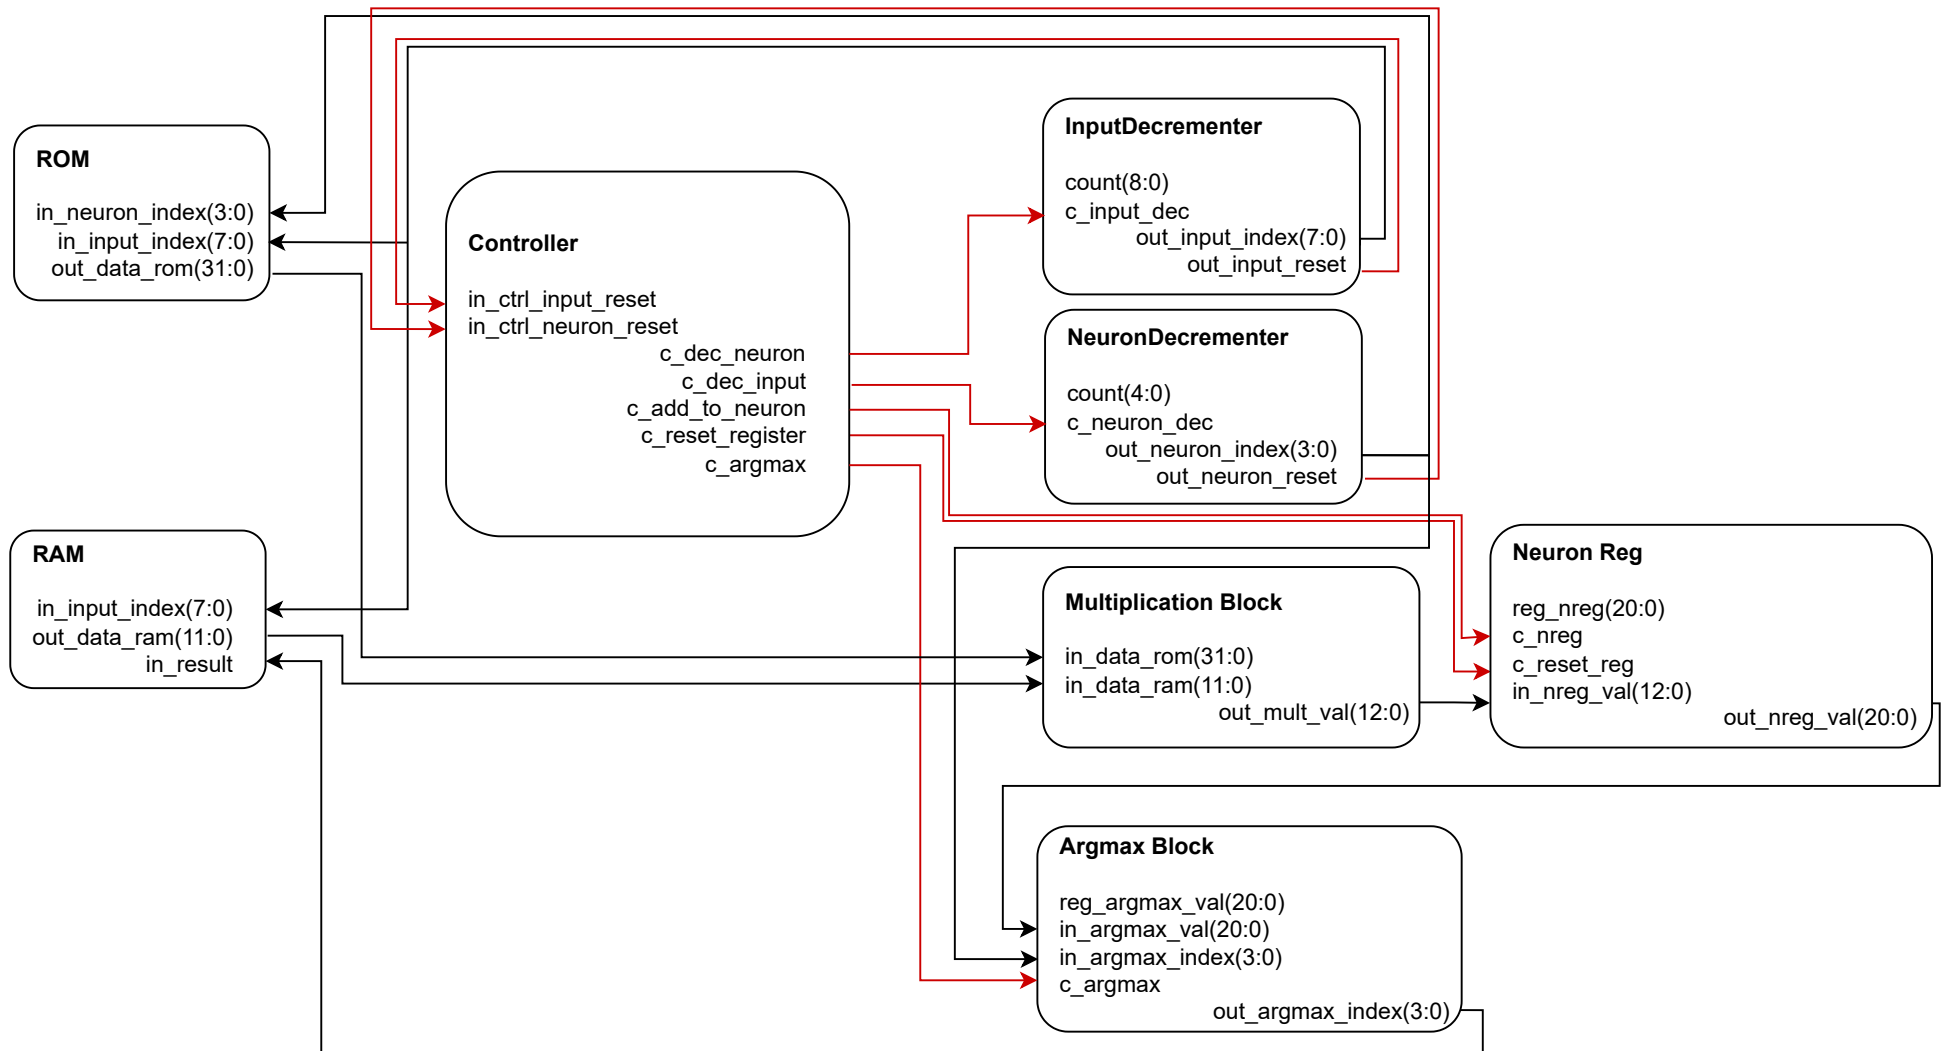 ROM
in_neuron_index(3:0)
in_input_index(7:0)
out_data_rom(31:0)
Controller
in_ctrl_input_reset
in_ctrl_neuron_reset
c_dec_neuron
c_dec_input
c_add_to_neuron
c_reset_register
c_argmax
InputDecrementer
count(8:0)
c_input_dec
out_input_index(7:0)
out_input_reset
NeuronDecrementer
count(4:0)
c_neuron_dec
out_neuron_index(3:0)
out_neuron_reset
RAM
in_input_index(7:0)
out_data_ram(11:0)
in_result
Multiplication Block
in_data_rom(31:0)
in_data_ram(11:0)
out_mult_val(12:0)
Neuron Reg
reg_nreg(20:0)
c_nreg
c_reset_reg
in_nreg_val(12:0)
out_nreg_val(20:0)
Argmax Block
reg_argmax_val(20:0)
in_argmax_val(20:0)
in_argmax_index(3:0)
c_argmax
out_argmax_index(3:0)